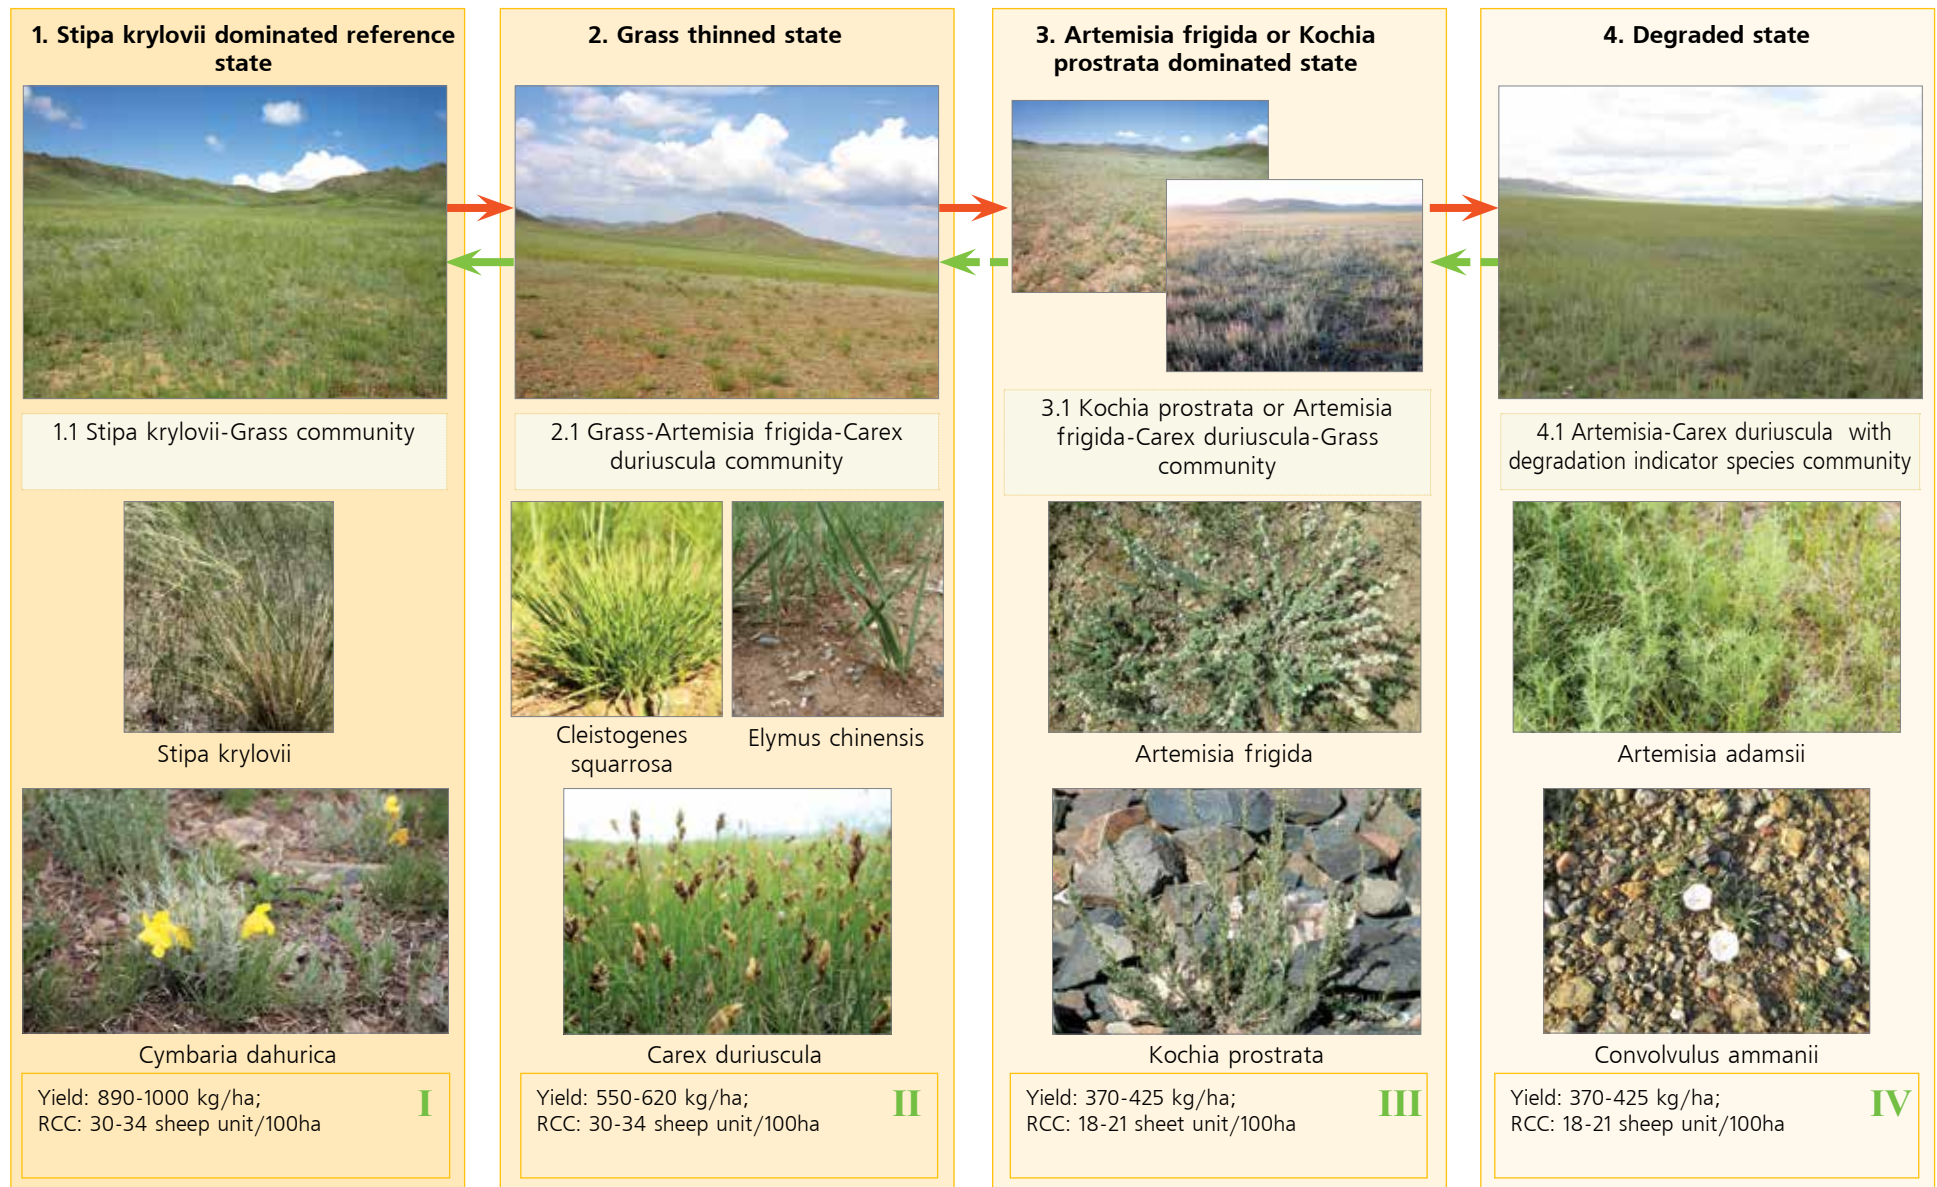 1. Stipa krylovii dominated reference
state
1.1 Stipa krylovii-Grass community
Stipa krylovii
Cymbaria dahurica
Yield: 890-1000 kg/ha;
RCC: 30-34 sheep unit/100ha
I
2. Grass thinned state
2.1 Grass-Artemisia frigida-Carex
duriuscula community
Cleistogenes
squarrosa
Elymus chinensis
Carex duriuscula
Yield: 550-620 kg/ha;
RCC: 30-34 sheep unit/100ha
II
3. Artemisia frigida or Kochia
prostrata dominated state
3.1 Kochia prostrata or Artemisia
frigida-Carex duriuscula-Grass
community
Artemisia frigida
Kochia prostrata
Yield: 370-425 kg/ha;
RCC: 18-21 sheet unit/100ha
III
4. Degraded state
4.1 Artemisia-Carex duriuscula with
degradation indicator species community
Artemisia adamsii
Convolvulus ammanii
Yield: 370-425 kg/ha;
RCC: 18-21 sheep unit/100ha
IV